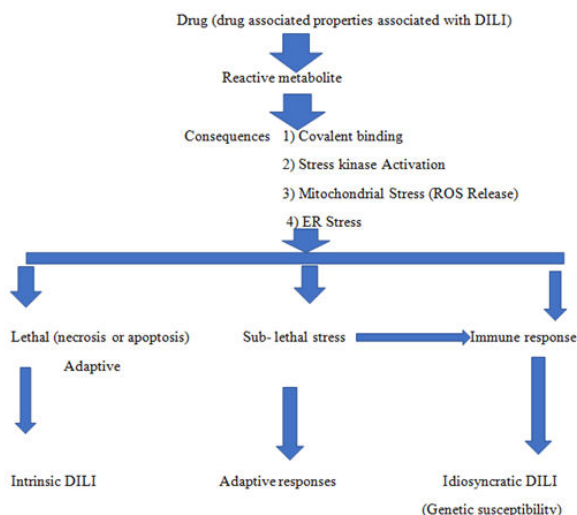 Drug (drug associated properties associated with DILI)
Reactive metabolite
Consequences 1) Covalent binding
2) Stress kinase Activation
3) Mitochondrial Stress (ROS Release)
4) ER Stress
Lethal (necrosis or apoptosis)
Adaptive
Sub- lethal stress
Immune response
Intrinsic DILI
Adaptive responses
Idiosyncratic DILI
(Genetic susceptibility)